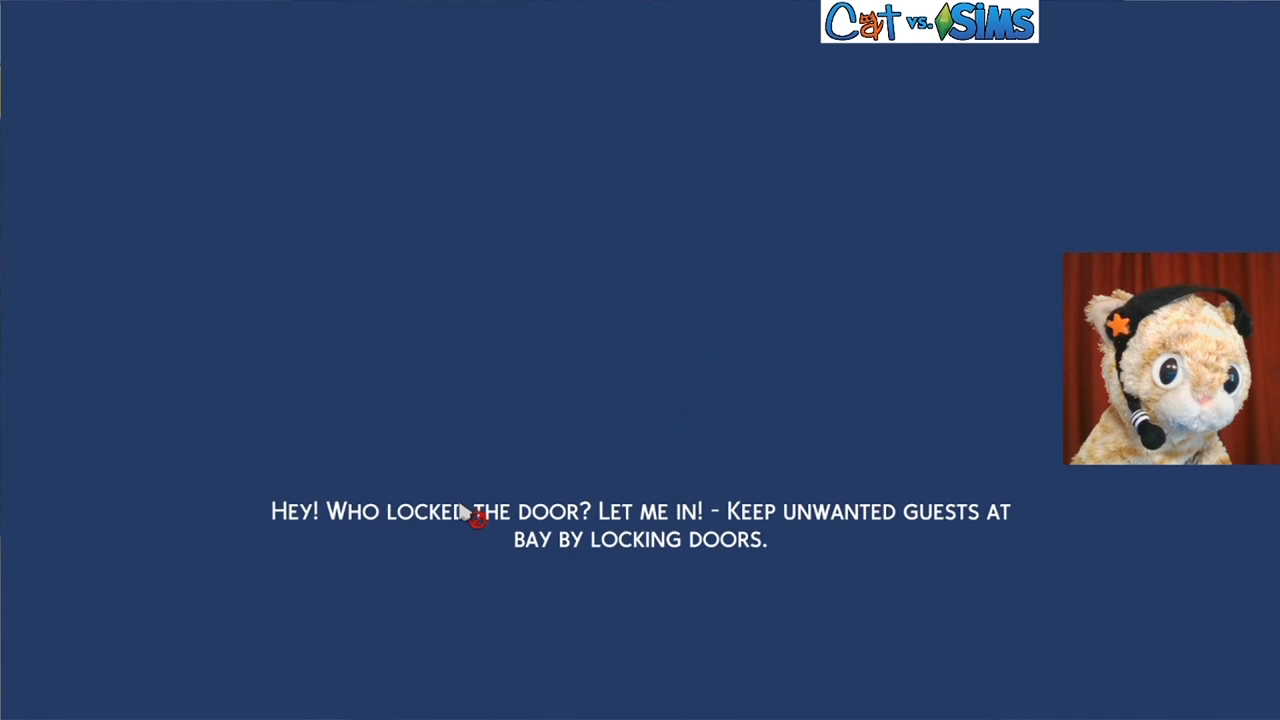 Cat vs. SiMS
HEY! WHO LOCKED THE DOOR? LET ME IN! - KEEP UNWANTED GUESTS AT
BAY BY LOCKING DOORS.